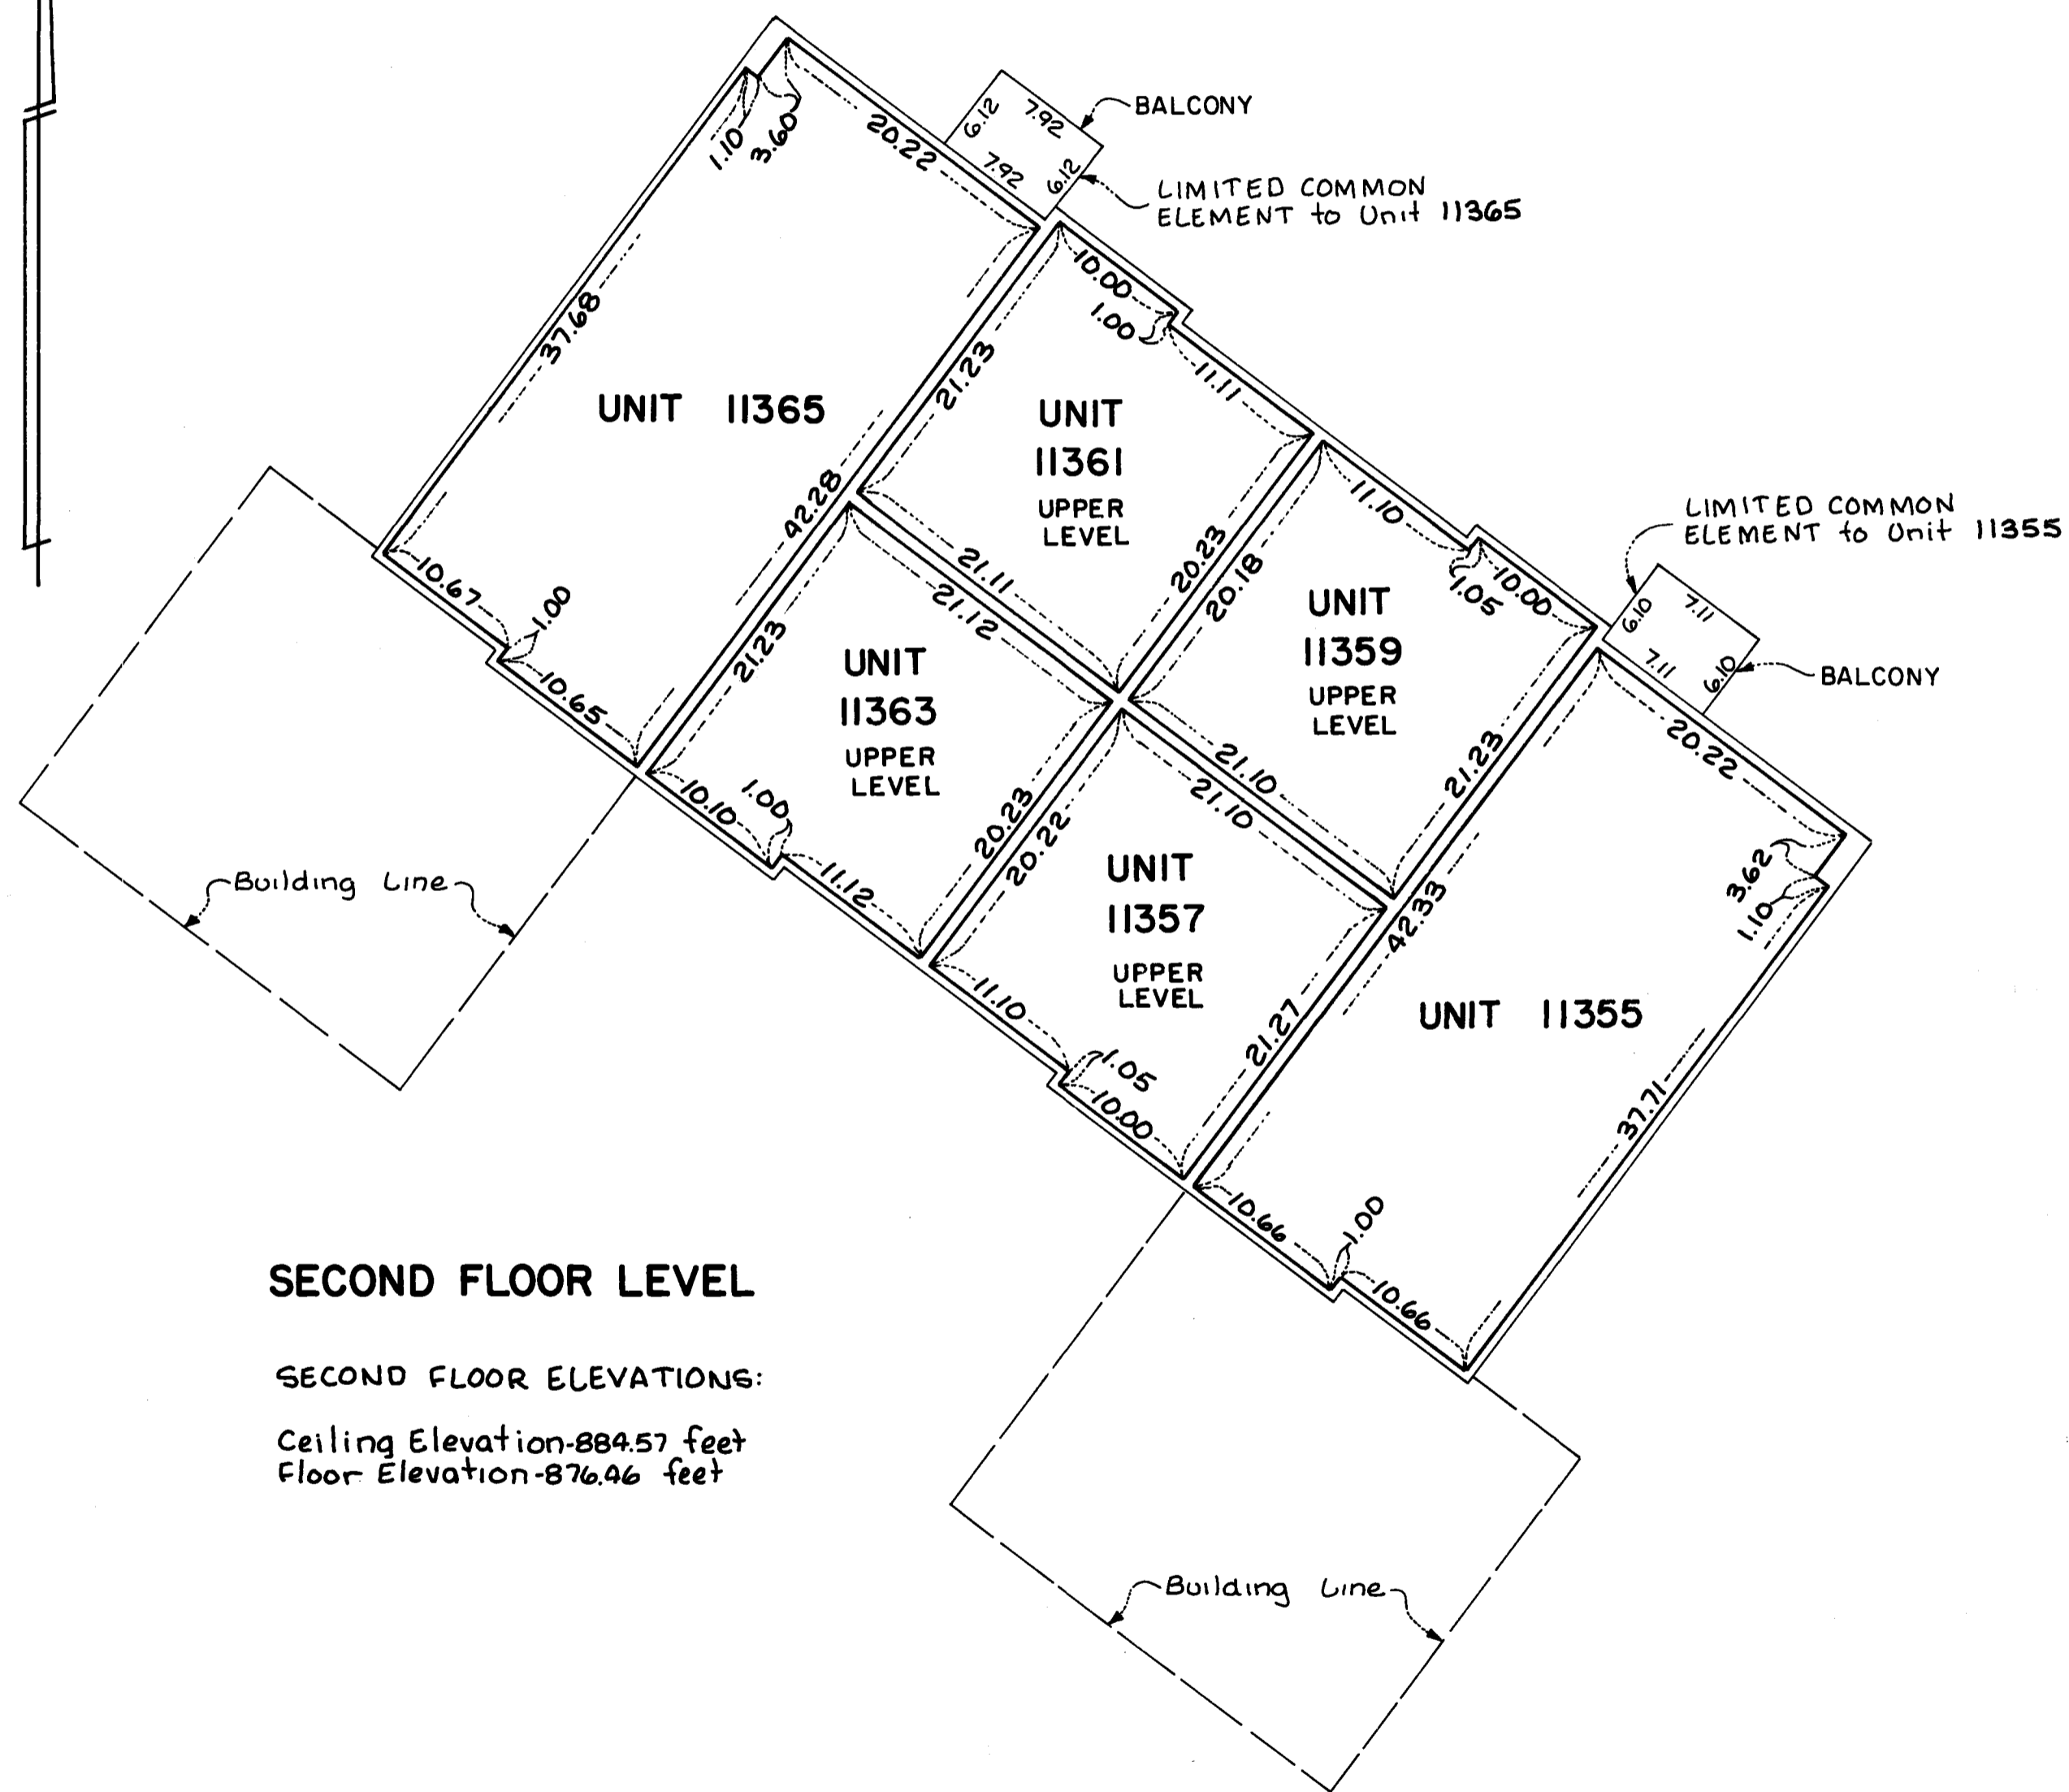 BALCONY
6.12
7.92
7.92
6.12
LIMITED COMMON
ELEMENT to Unit 11365
1.10
3.60
20.22
37.68
UNIT 11365
42.28
10.67
1.00
10.65
10.00
1.00
11.11
21.23
UNIT
11361
UPPER
LEVEL
20.23
21.11
11.10
1.05
10.00
20.18
UNIT
11359
UPPER
LEVEL
21.23
21.10
LIMITED COMMON
ELEMENT to Unit 11355
6.10
7.11
7.11
6.10
BALCONY
21.12
21.23
UNIT
11363
UPPER
LEVEL
20.23
10.10
1.00
11.12
21.10
20.22
UNIT
11357
UPPER
LEVEL
21.27
11.10
1.05
10.00
20.22
3.62
1.10
42.33
UNIT 11355
37.71
10.66
1.00
10.66
Building Line
SECOND FLOOR LEVEL
SECOND FLOOR ELEVATIONS:
Ceiling Elevation-884.57 feet
Floor Elevation-876.46 feet
Building Line